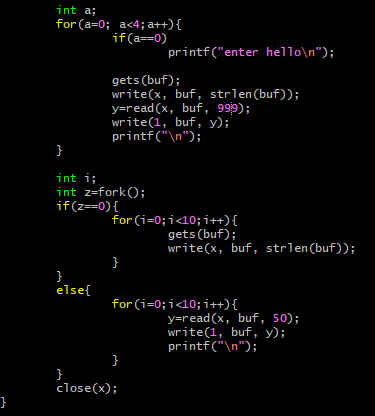 int a;
for(a=0; a<4;a++){
if(a==0)
printf("enter hello\n");
gets(buf);
write(x, buf, strlen(buf));
y=read(x, buf, 999);
write(1, buf, y);
printf("\n");
}
int i;
int z=fork();
if(z==0){
for(i=0;i<10;i++){
gets(buf);
write(x, buf, strlen(buf));
}
}
else{
for(i=0;i<10;i++){
y=read(x, buf, 50);
write(1, buf, y);
printf("\n");
}
}
close(x);
}